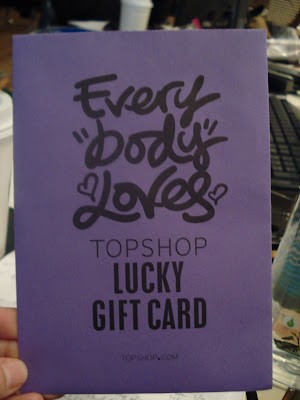 Every
"body"
Loves
TOPSHOP
LUCKY
GIFT CARD
TOPSHOP.COM